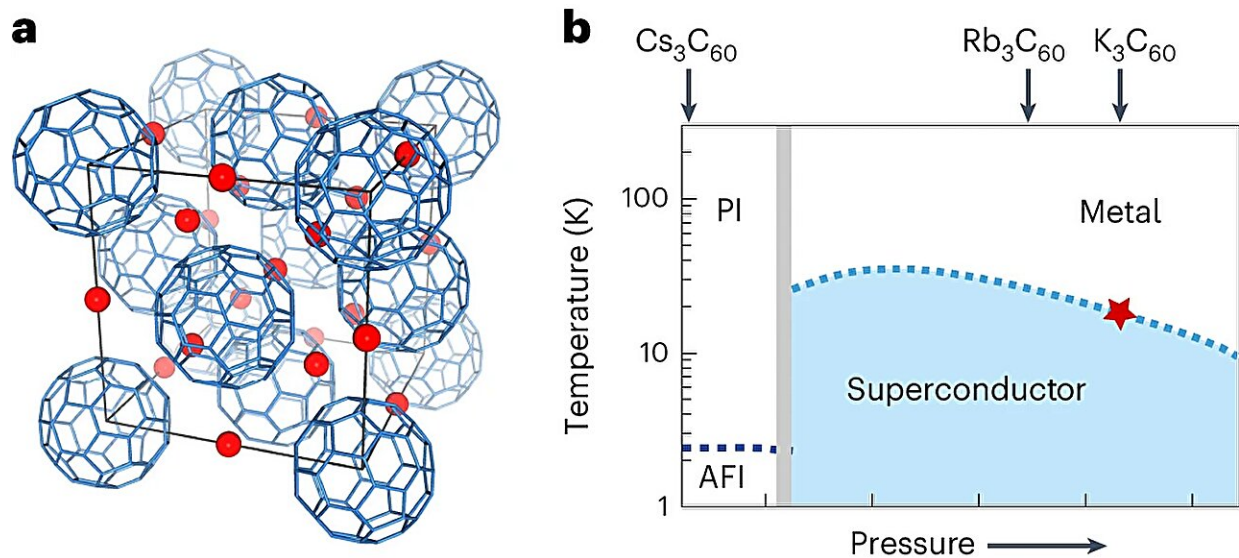 a
b
Cs₃C₆₀
Rb₃C₆₀
K₃C₆₀
Temperature (K)
100
10
1
PI
Metal
Superconductor
AFI
Pressure